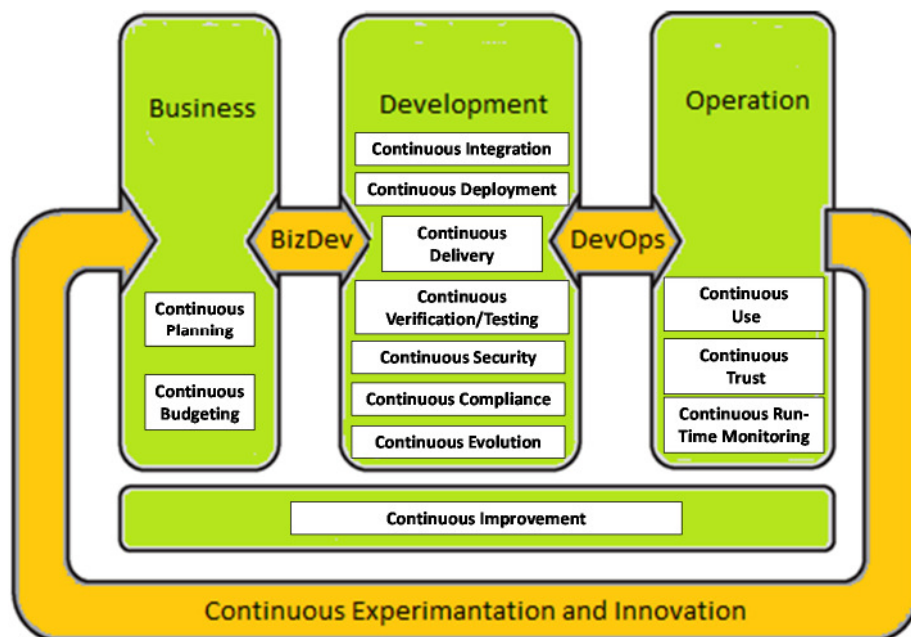 Business
Continuous
Planning
Continuous
Budgeting
BizDev
Development
Continuous Integration
Continuous Deployment
Continuous
Delivery
Continuous
Verification/Testing
Continuous Security
Continuous Compliance
Continuous Evolution
DevOps
Operation
Continuous
Use
Continuous
Trust
Continuous Run-
Time Monitoring
Continuous Improvement
Continuous Experimantation and Innovation